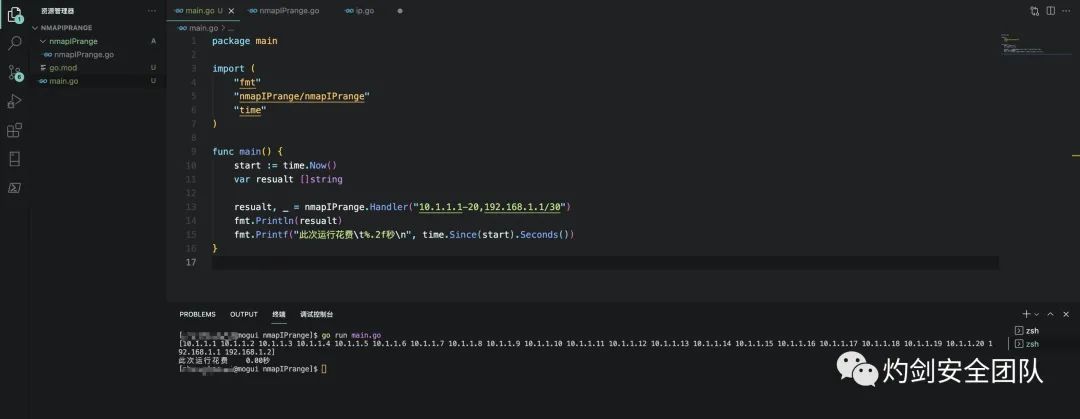 资源管理器 ...
main.go U ×
nmapIPrange.go
ip.go
NMAPIPRANGE
nmapIPrange A
nmapIPrange.go
go.mod U
main.go U
1
6
main.go > ...
1 package main
2
3 import (
4 "fmt"
5 "nmapIPrange/nmapIPrange"
6 "time"
7 )
8
9 func main() {
10 start := time.Now()
11 var resualt []string
12
13 resualt, _ = nmapIPrange.Handler("10.1.1.1-20,192.168.1.1/30")
14 fmt.Println(resualt)
15 fmt.Printf("此次运行花费\t%.2f秒\n", time.Since(start).Seconds())
16 }
17
PROBLEMS OUTPUT 终端 调试控制台
zsh
zsh
@mogui nmapIPrange]$ go run main.go
[10.1.1.1 10.1.1.2 10.1.1.3 10.1.1.4 10.1.1.5 10.1.1.6 10.1.1.7 10.1.1.8 10.1.1.9 10.1.1.10 10.1.1.11 10.1.1.12 10.1.1.13 10.1.1.14 10.1.1.15 10.1.1.16 10.1.1.17 10.1.1.18 10.1.1.19 10.1.1.20 1
92.168.1.1 192.168.1.2]
此次运行花费 0.00秒
@mogui nmapIPrange]$
灼剑安全团队